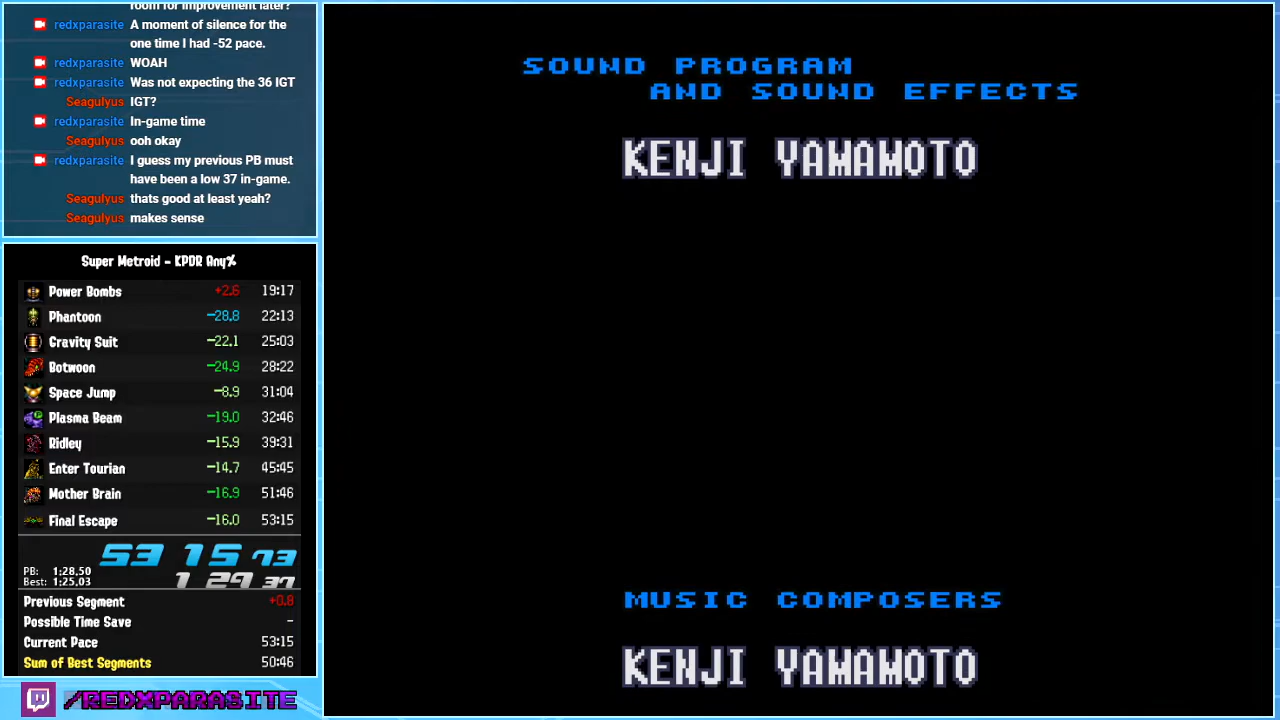 room for improvement later?
redxparasite A moment of silence for the
one time I had -52 pace.
redxparasite WOAH
redxparasite Was not expecting the 36 IGT
Seagulyus IGT?
redxparasite In-game time
Seagulyus ooh okay
redxparasite I guess my previous PB must
have been a low 37 in-game.
Seagulyus thats good at least yeah?
Seagulyus makes sense
Super Metroid - KPDR Any%
Power Bombs +2.6 19:17
Phantoon -28.8 22:13
Gravity Suit -22.1 25:03
Botwoon -24.9 28:22
Space Jump -8.9 31:04
Plasma Beam -19.0 32:46
Ridley -15.9 39:31
Enter Tourian -14.7 45:45
Mother Brain -16.9 51:46
Final Escape -16.0 53:15
53 15 73
PB: 1:28.50
Best: 1:25.03
1 29 37
Previous Segment +0.8
Possible Time Save -
Current Pace 53:15
Sum of Best Segments 50:46
/REDXPARASITE
SOUND PROGRAM
AND SOUND EFFECTS
KENJI YAMAMOTO
MUSIC COMPOSERS
KENJI YAMAMOTO